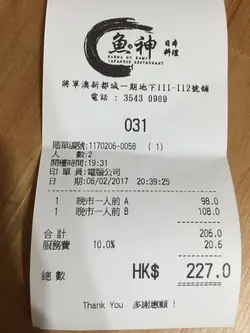 魚の神 日本料理
SAKNA NO KAMI
JAPANESE RESTAURANT
將軍澳新都城一期地下111-112號舖
電話 : 3543 0909
031
賬單編號:1170206-0058 (1)
人 數:2
開檯時間:19:31
印 單 員:電腦公司
日 期:06/02/2017 20:39:25
1 晚市一人前 A 98.0
1 晚市一人前 B 108.0
合計 206.0
服務費 10.0% 20.6
總數 HK$ 227.0
Thank You 多謝惠顧 !